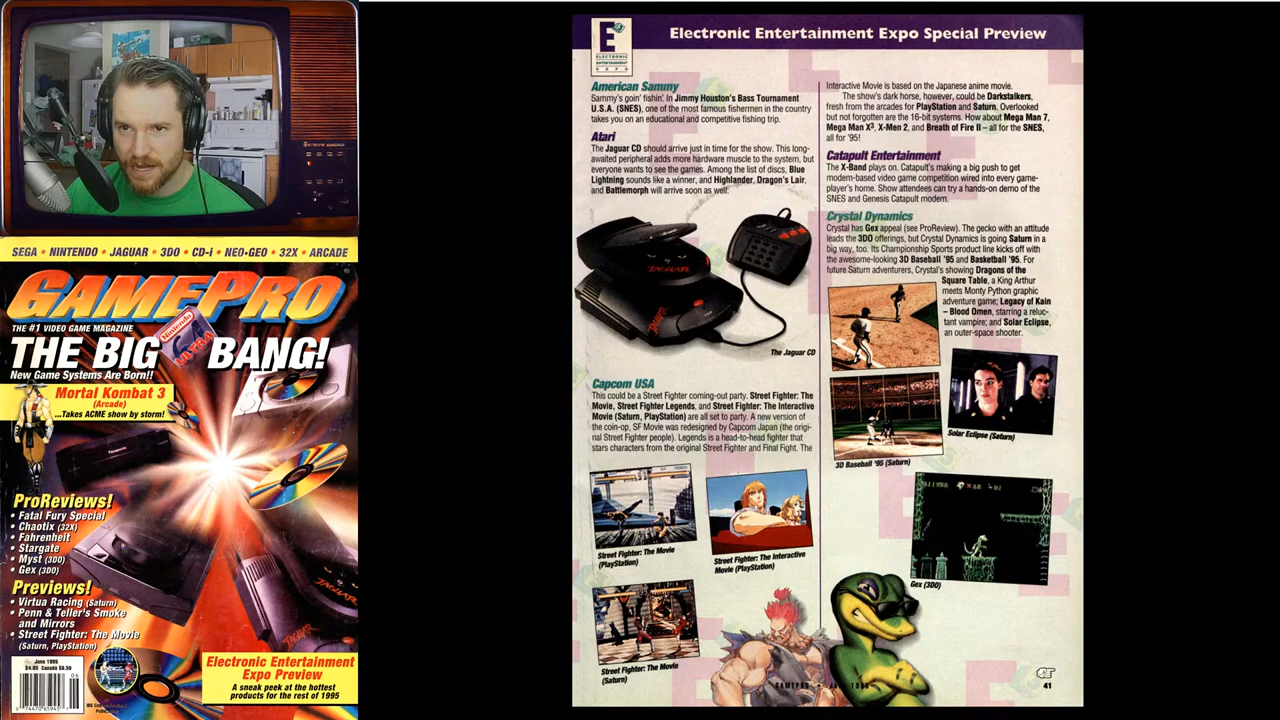 SEGA • NINTENDO • JAGUAR • 3DO • CD-i • NEO•GEO • 32X • ARCADE
GAMEPRO
THE #1 VIDEO GAME MAGAZINE
Nintendo
ULTRA
THE BIG BANG!
New Game Systems Are Born!!
Mortal Kombat 3
(Arcade)
...Takes ACME show by storm!
ProReviews!
• Fatal Fury Special
• Chaotix (32X)
• Fahrenheit
• Stargate
• Myst (3DO)
• Gex (3DO)
Previews!
• Virtua Racing (Saturn)
• Penn & Teller's Smoke
and Mirrors
• Street Fighter: The Movie
(Saturn, PlayStation)
JAGUAR
JAGUAR
June 1995
$4.95 Canada $6.50
Electronic Entertainment
Expo Preview
A sneak peek at the hottest
products for the rest of 1995
E3
ELECTRONIC
ENTERTAINMENT
EXPO
Electronic Entertainment Expo Special Preview
American Sammy
Sammy's goin' fishin'. In Jimmy Houston's Bass Tournament
U.S.A. (SNES), one of the most famous fishermen in the country
takes you on an educational and competitive fishing trip.
Atari
The Jaguar CD should arrive just in time for the show. This long-
awaited peripheral adds more hardware muscle to the system, but
everyone wants to see the games. Among the list of discs, Blue
Lightning sounds like a winner, and Highlander, Dragon's Lair,
and Battlemorph will arrive soon as well.
JAGUAR
JAGUAR
The Jaguar CD
Capcom USA
This could be a Street Fighter coming-out party. Street Fighter: The
Movie, Street Fighter Legends, and Street Fighter: The Interactive
Movie (Saturn, PlayStation) are all set to party. A new version of
the coin-op, SF Movie was redesigned by Capcom Japan (the origi-
nal Street Fighter people). Legends is a head-to-head fighter that
stars characters from the original Street Fighter and Final Fight. The
Street Fighter: The Movie
(PlayStation)
Street Fighter: The Interactive
Movie (PlayStation)
Street Fighter: The Movie
(Saturn)
Interactive Movie is based on the Japanese anime movie.
The show's dark horse, however, could be Darkstalkers,
fresh from the arcades for PlayStation and Saturn. Overlooked
but not forgotten are the 16-bit systems. How about Mega Man 7,
Mega Man X3, X-Men 2, and Breath of Fire II – all for the SNES,
all for '95!
Catapult Entertainment
The X-Band plays on. Catapult's making a big push to get
modem-based video game competition wired into every game-
player's home. Show attendees can try a hands-on demo of the
SNES and Genesis Catapult modem.
Crystal Dynamics
Crystal has Gex appeal (see ProReview). The gecko with an attitude
leads the 3DO offerings, but Crystal Dynamics is going Saturn in a
big way, too. Its Championship Sports product line kicks off with
the awesome-looking 3D Baseball '95 and Basketball '95. For
future Saturn adventurers, Crystal's showing Dragons of the
Square Table, a King Arthur
meets Monty Python graphic
adventure game; Legacy of Kain
– Blood Omen, starring a reluc-
tant vampire; and Solar Eclipse,
an outer-space shooter.
Solar Eclipse (Saturn)
3D Baseball '95 (Saturn)
Gex (3DO)
GAMEPRO • June 1995
41